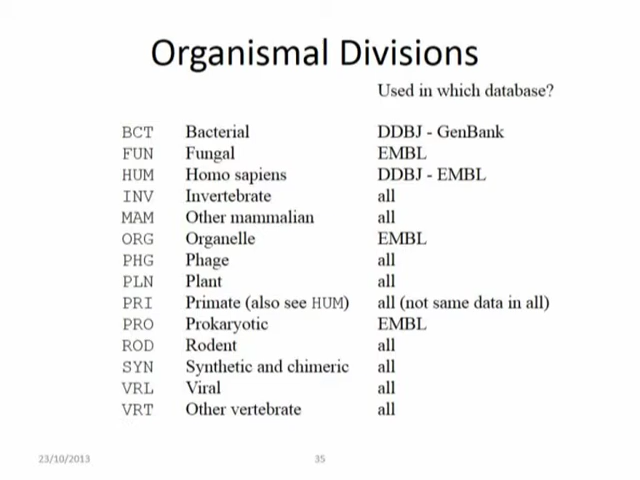 Organismal Divisions
Used in which database?
BCT Bacterial DDBJ - GenBank
FUN Fungal EMBL
HUM Homo sapiens DDBJ - EMBL
INV Invertebrate all
MAM Other mammalian all
ORG Organelle EMBL
PHG Phage all
PLN Plant all
PRI Primate (also see HUM) all (not same data in all)
PRO Prokaryotic EMBL
ROD Rodent all
SYN Synthetic and chimeric all
VRL Viral all
VRT Other vertebrate all
23/10/2013 35